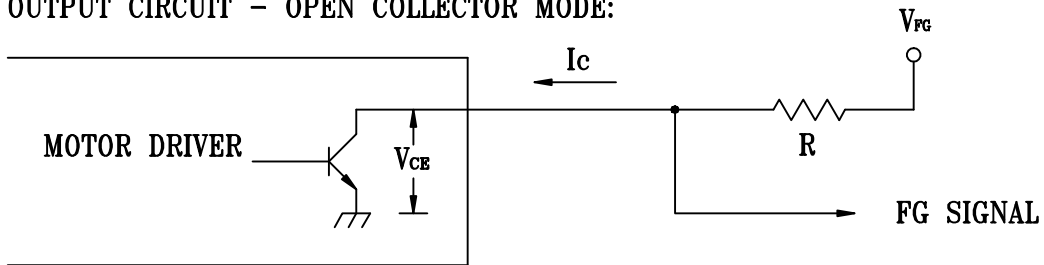 OUTPUT CIRCUIT - OPEN COLLECTOR MODE:
VFG
Ic
MOTOR DRIVER
VCE
R
FG SIGNAL